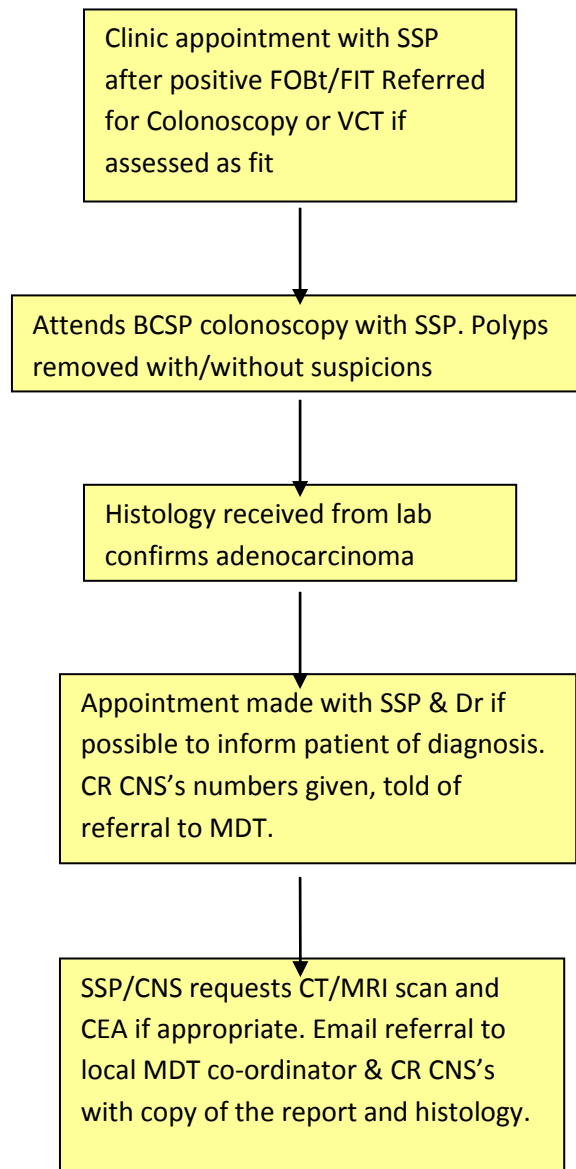 Clinic appointment with SSP
after positive FOBt/FIT Referred
for Colonoscopy or VCT if
assessed as fit
Attends BCSP colonoscopy with SSP. Polyps
removed with/without suspicions
Histology received from lab
confirms adenocarcinoma
Appointment made with SSP & Dr if
possible to inform patient of diagnosis.
CR CNS’s numbers given, told of
referral to MDT.
SSP/CNS requests CT/MRI scan and
CEA if appropriate. Email referral to
local MDT co-ordinator & CR CNS’s
with copy of the report and histology.